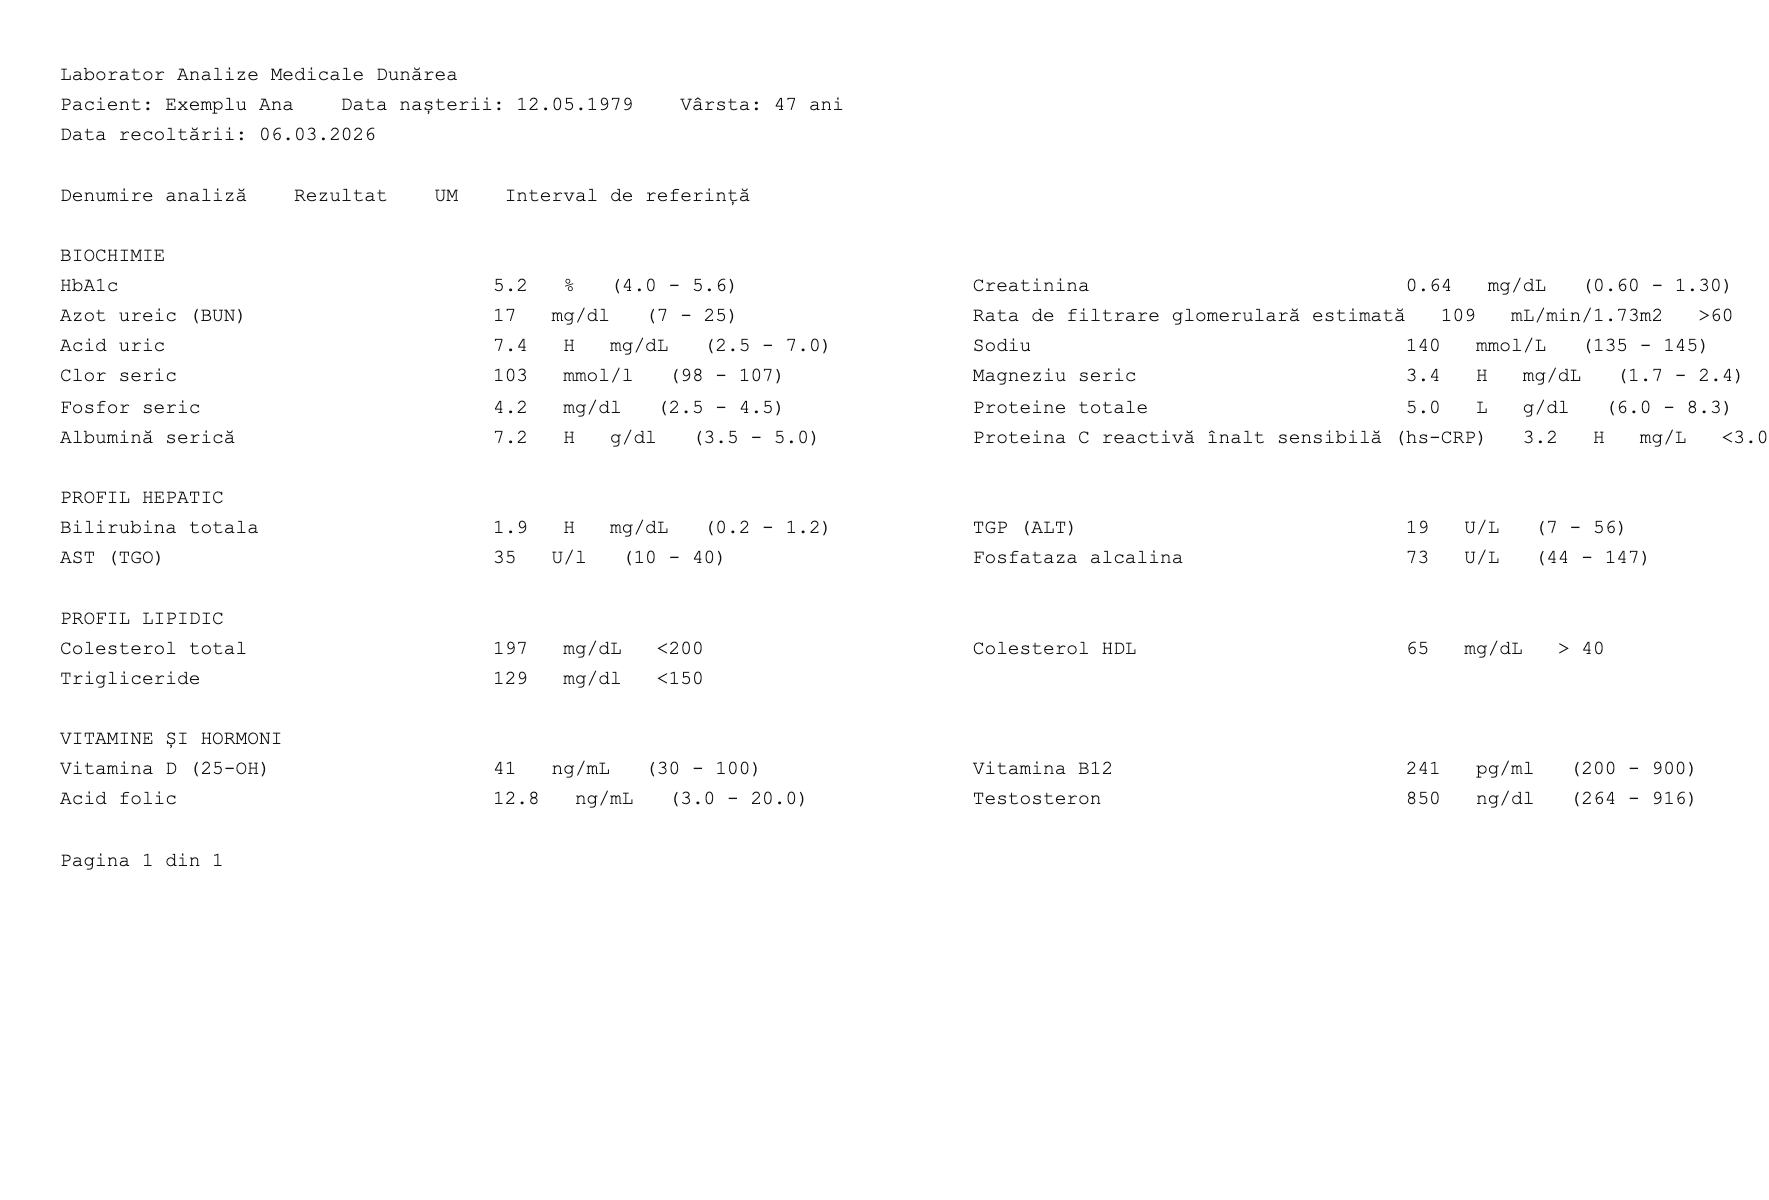 Laborator Analize Medicale Dunărea
Pacient: Exemplu Ana    Data nașterii: 12.05.1979    Vârsta: 47 ani
Data recoltării: 06.03.2026
Denumire analiză    Rezultat    UM    Interval de referință
BIOCHIMIE
HbA1c   5.2   %   (4.0 - 5.6)   Creatinina   0.64   mg/dL   (0.60 - 1.30)
Azot ureic (BUN)   17   mg/dl   (7 - 25)   Rata de filtrare glomerulară estimată   109   mL/min/1.73m2   >60
Acid uric   7.4   H   mg/dL   (2.5 - 7.0)   Sodiu   140   mmol/L   (135 - 145)
Clor seric   103   mmol/l   (98 - 107)   Magneziu seric   3.4   H   mg/dL   (1.7 - 2.4)
Fosfor seric   4.2   mg/dl   (2.5 - 4.5)   Proteine totale   5.0   L   g/dl   (6.0 - 8.3)
Albumină serică   7.2   H   g/dl   (3.5 - 5.0)   Proteina C reactivă înalt sensibilă (hs-CRP)   3.2   H   mg/L   <3.0
PROFIL HEPATIC
Bilirubina totala   1.9   H   mg/dL   (0.2 - 1.2)   TGP (ALT)   19   U/L   (7 - 56)
AST (TGO)   35   U/l   (10 - 40)   Fosfataza alcalina   73   U/L   (44 - 147)
PROFIL LIPIDIC
Colesterol total   197   mg/dL   <200   Colesterol HDL   65   mg/dL   > 40
Trigliceride   129   mg/dl   <150
VITAMINE ȘI HORMONI
Vitamina D (25-OH)   41   ng/mL   (30 - 100)   Vitamina B12   241   pg/ml   (200 - 900)
Acid folic   12.8   ng/mL   (3.0 - 20.0)   Testosteron   850   ng/dl   (264 - 916)
Pagina 1 din 1